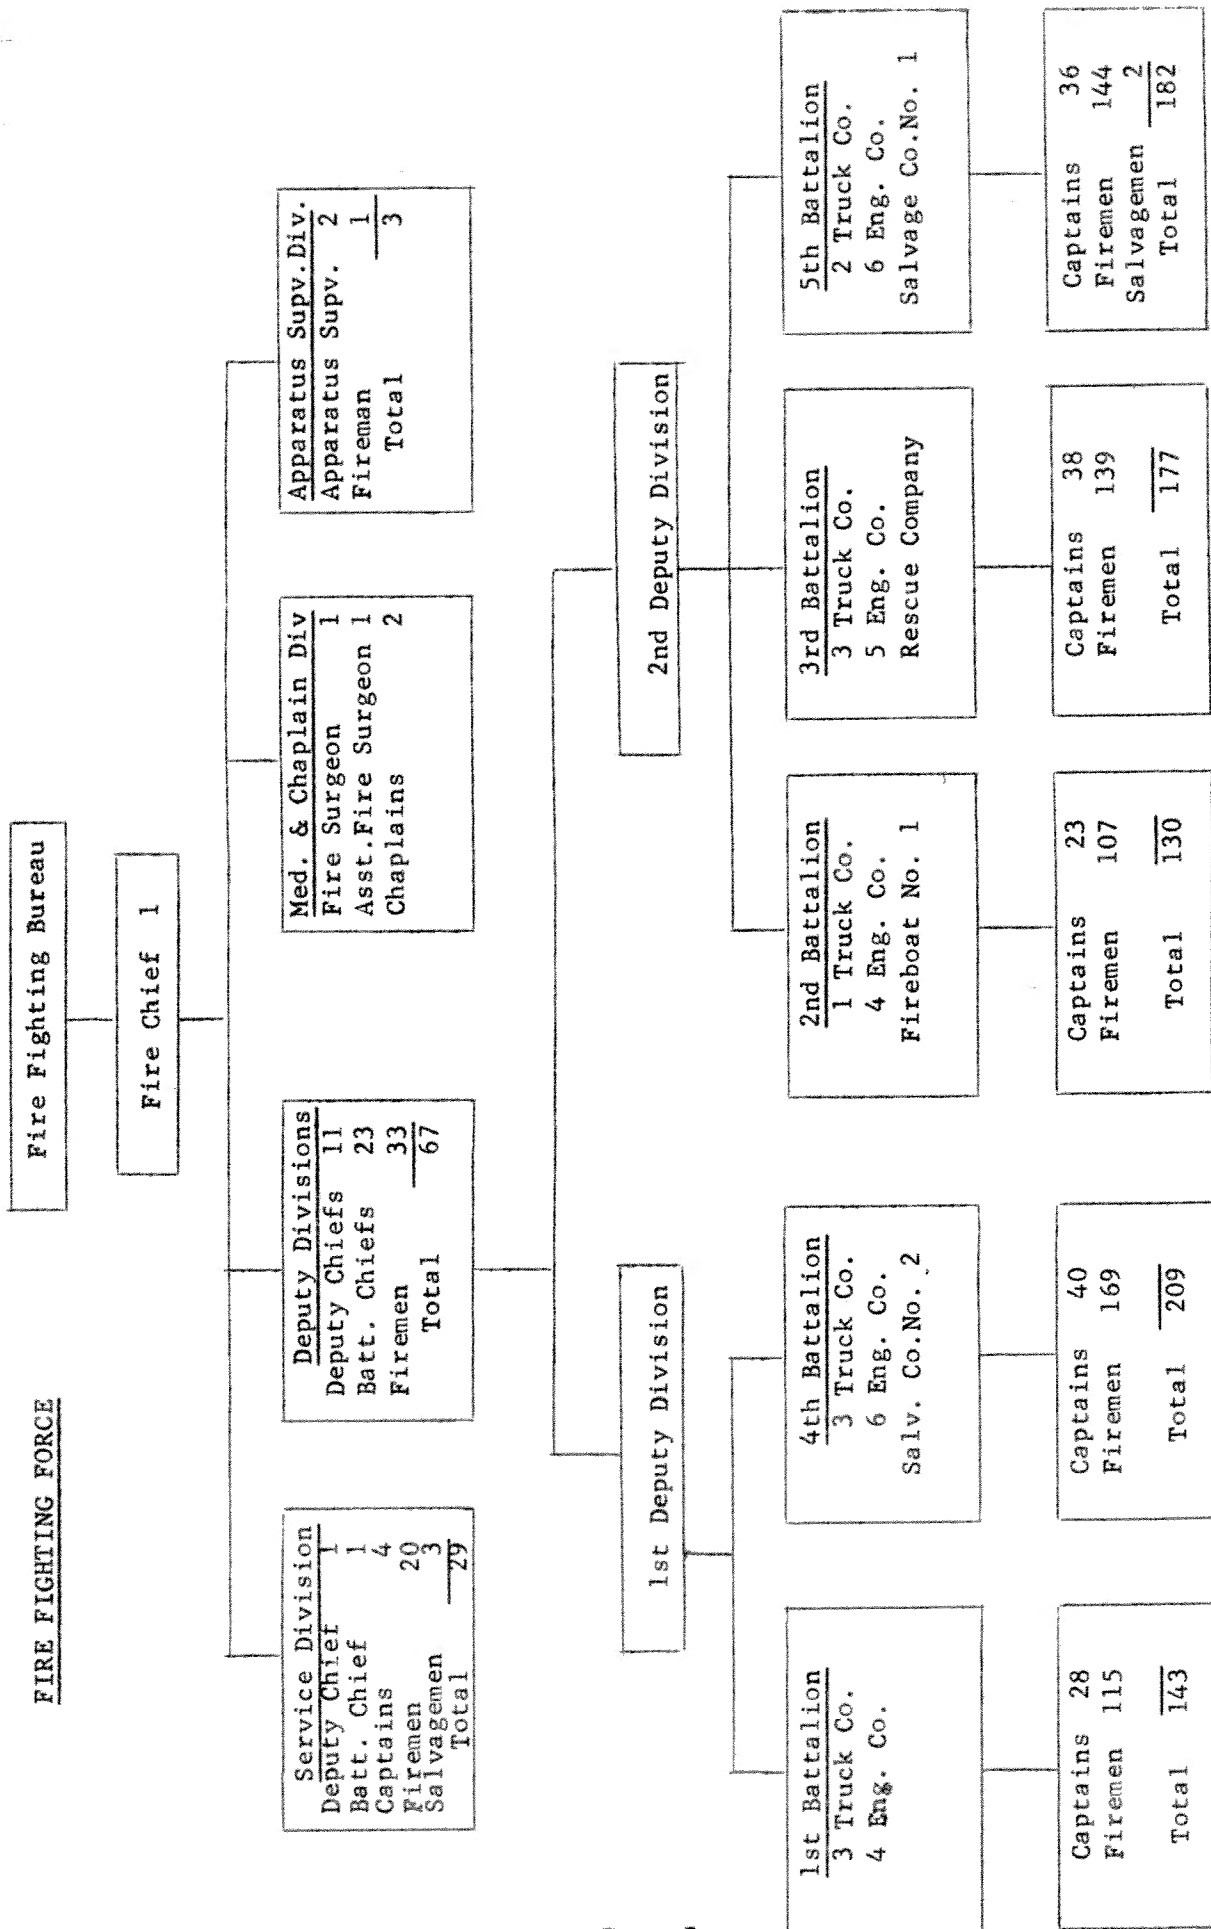 FIRE FIGHTING FORCE
Fire Fighting Bureau
Fire Chief 1
Service Division
Deputy Chief 1
Batt. Chief 1
Captains 4
Firemen 20
Salvagemen 3
Total 29
Deputy Divisions
Deputy Chiefs 11
Batt. Chiefs 23
Firemen 33
Total 67
Med. & Chaplain Div
Fire Surgeon 1
Asst.Fire Surgeon 1
Chaplains 2
Apparatus Supv.Div.
Apparatus Supv. 2
Fireman 1
Total 3
1st Deputy Division
2nd Deputy Division
1st Battalion
3 Truck Co.
4 Eng. Co.
4th Battalion
3 Truck Co.
6 Eng. Co.
Salv. Co.No. 2
2nd Battalion
1 Truck Co.
4 Eng. Co.
Fireboat No. 1
3rd Battalion
3 Truck Co.
5 Eng. Co.
Rescue Company
5th Battalion
2 Truck Co.
6 Eng. Co.
Salvage Co.No. 1
Captains 28
Firemen 115
Total 143
Captains 40
Firemen 169
Total 209
Captains 23
Firemen 107
Total 130
Captains 38
Firemen 139
Total 177
Captains 36
Firemen 144
Salvagemen 2
Total 182